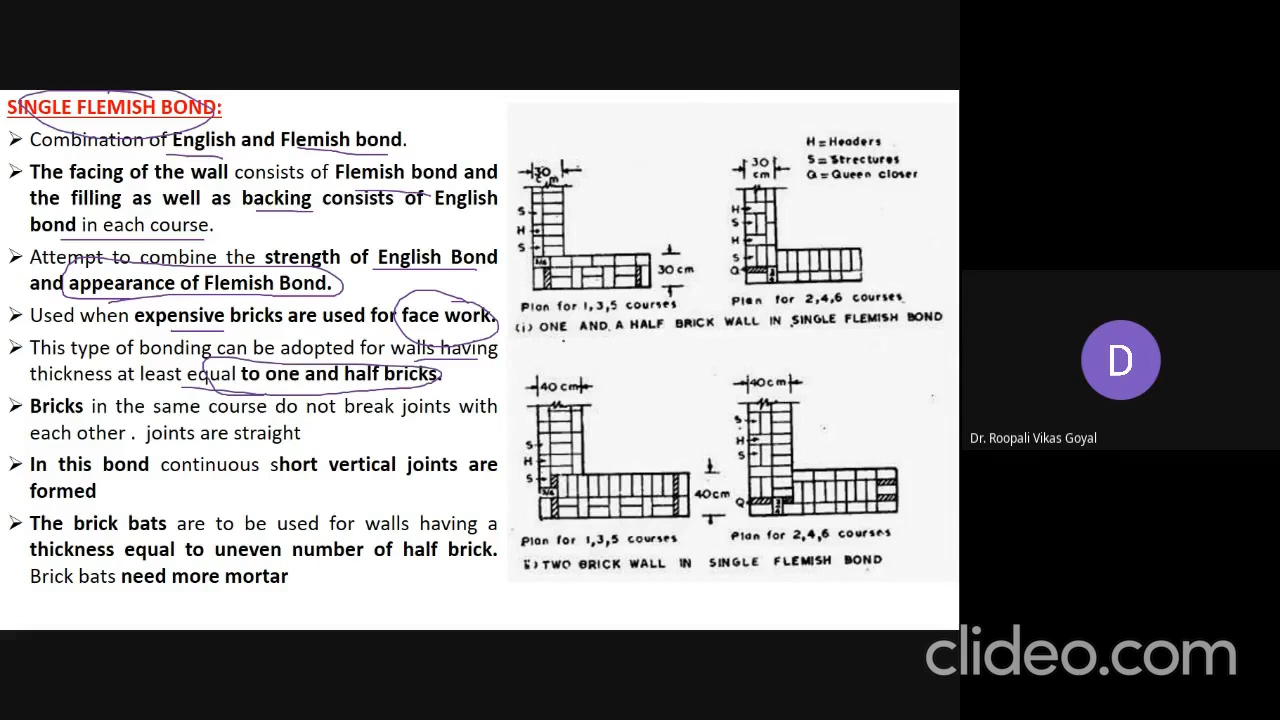 SINGLE FLEMISH BOND:
➢ Combination of English and Flemish bond.
➢ The facing of the wall consists of Flemish bond and
the filling as well as backing consists of English
bond in each course.
➢ Attempt to combine the strength of English Bond
and appearance of Flemish Bond.
➢ Used when expensive bricks are used for face work.
➢ This type of bonding can be adopted for walls having
thickness at least equal to one and half bricks.
➢ Bricks in the same course do not break joints with
each other . joints are straight
➢ In this bond continuous short vertical joints are
formed
➢ The brick bats are to be used for walls having a
thickness equal to uneven number of half brick.
Brick bats need more mortar
H = Headers
S = Strectures
Q = Queen closer
30
cm
S
H
S
3/4
30 cm
Plan for 1,3,5 courses
30
cm
H
S
H
S
Q
Plan for 2,4,6 courses
(i) ONE AND A HALF BRICK WALL IN SINGLE FLEMISH BOND
40 cm
S
H
S
3/4
40 cm
Plan for 1,3,5 courses
40 cm
S
H
S
Q
Plan for 2,4,6 courses
TWO BRICK WALL IN SINGLE FLEMISH BOND
D
Dr. Roopali Vikas Goyal
clideo.com